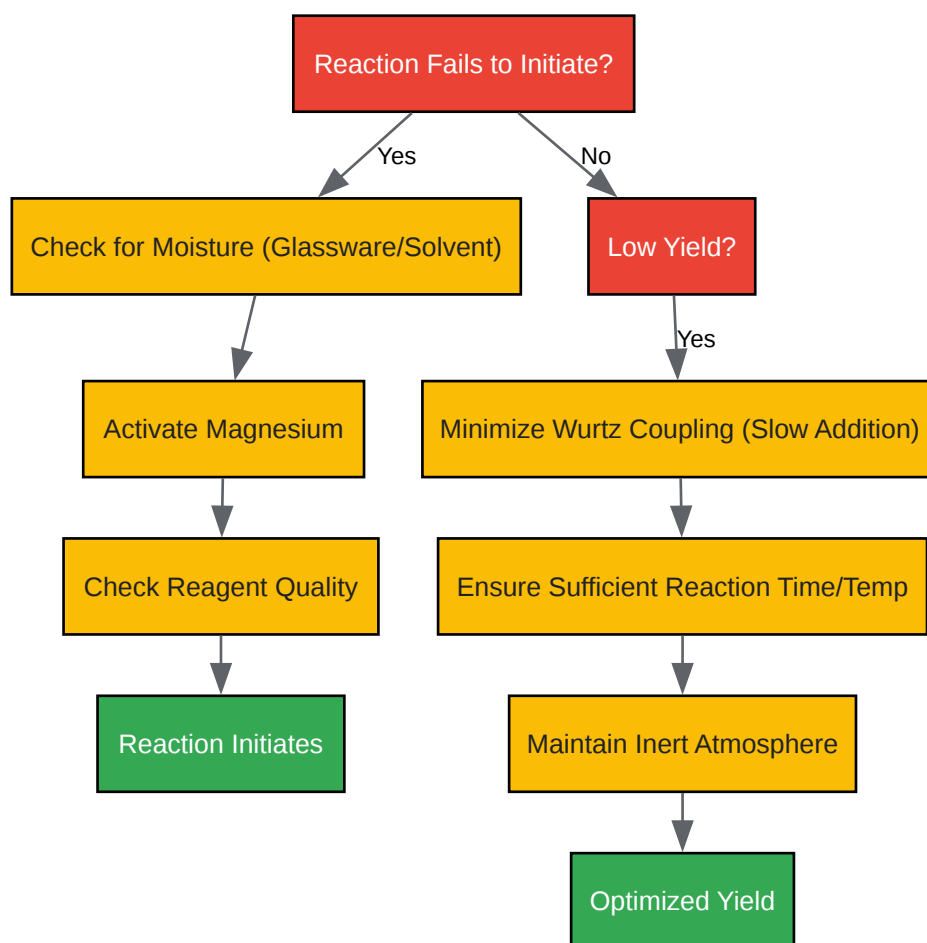 Reaction Fails to Initiate?
Yes
No
Check for Moisture (Glassware/Solvent)
Low Yield?
Yes
Activate Magnesium
Minimize Wurtz Coupling (Slow Addition)
Check Reagent Quality
Ensure Sufficient Reaction Time/Temp
Reaction Initiates
Maintain Inert Atmosphere
Optimized Yield